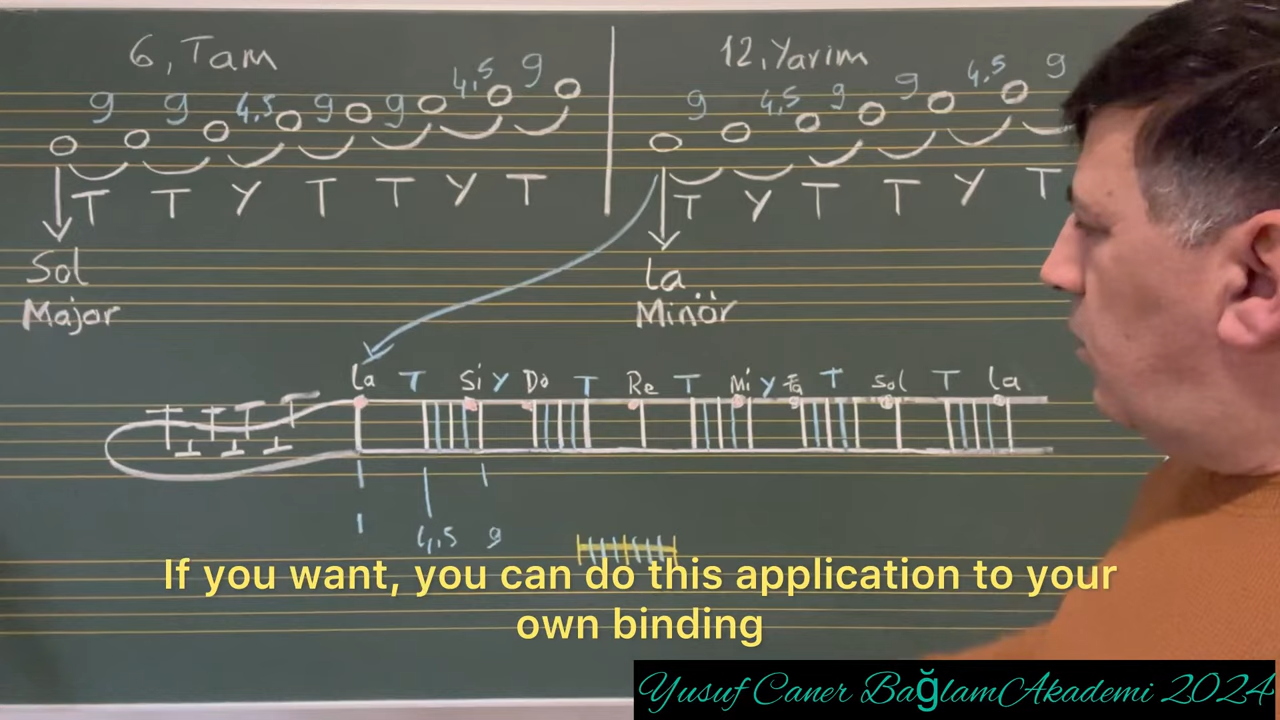 6, Tam
9 9 4,5 9 9 4,5 9
T T Y T T Y T
Sol
Major
12, Yarım
9 4,5 9 9 4,5 9
T Y T T Y T
La
Minör
La T Si Y Do T Re T Mi Y Fa T Sol T La
1 4,5 9
If you want, you can do this application to your
own binding
Yusuf Caner BağlamAkademi 2024